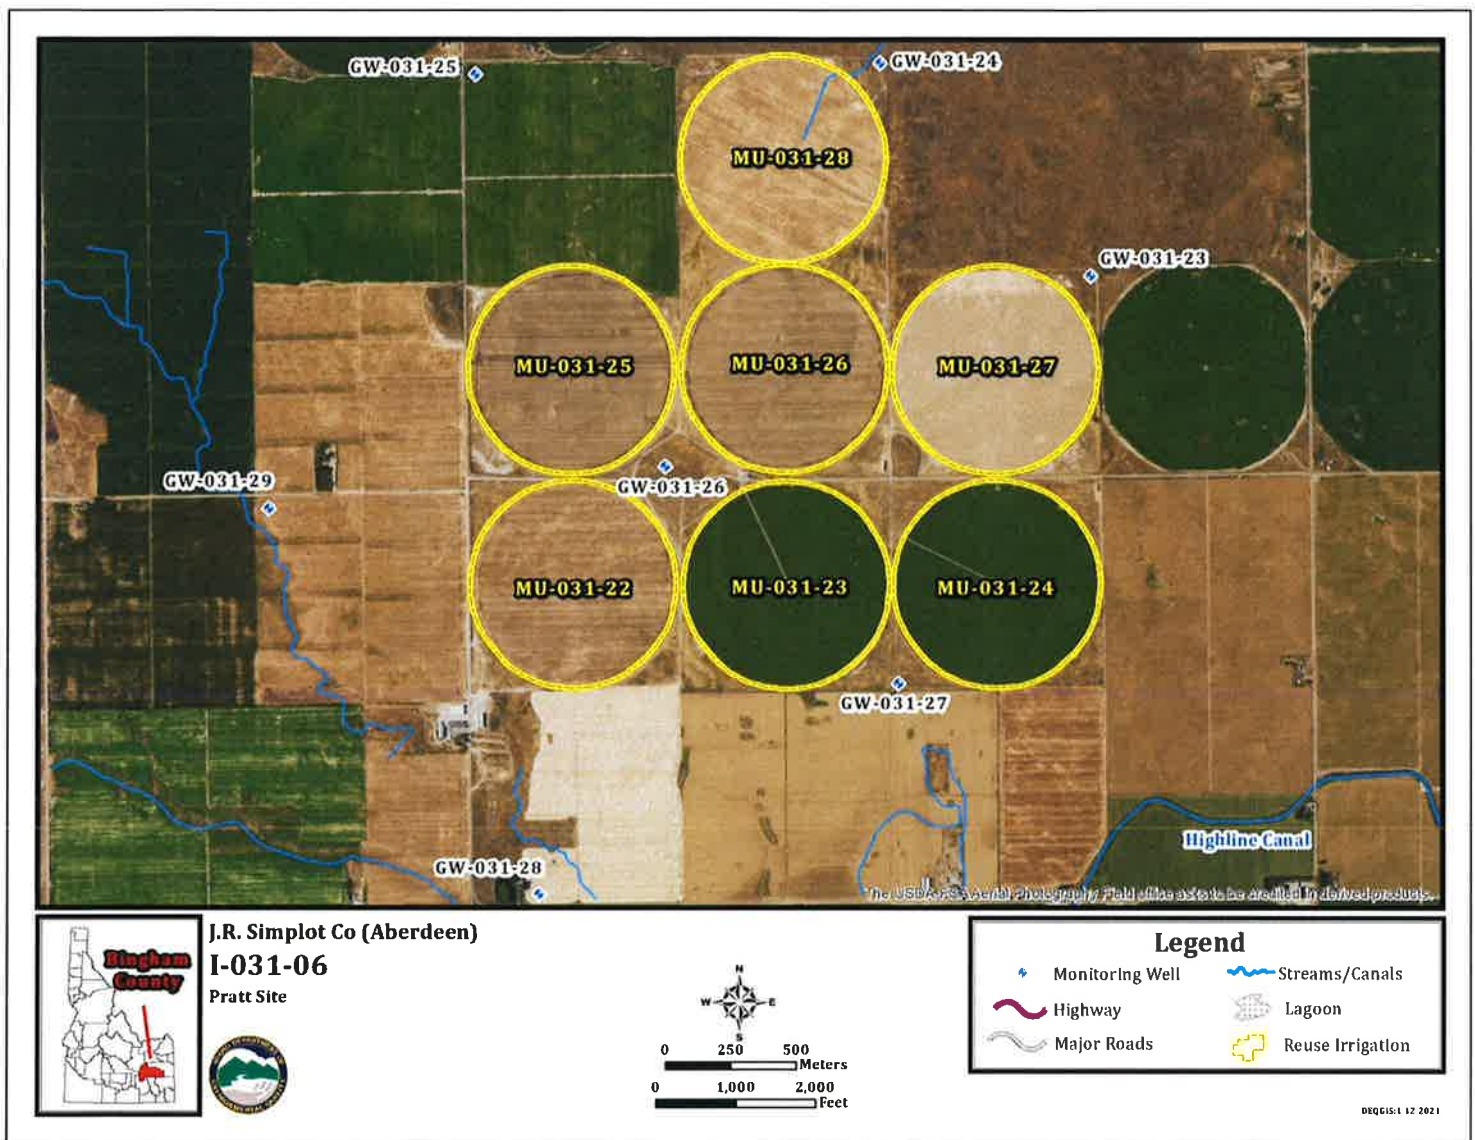 GW-031-25
GW-031-24
MU-031-28
GW-031-23
MU-031-25
MU-031-26
MU-031-27
GW-031-29
GW-031-26
MU-031-22
MU-031-23
MU-031-24
GW-031-27
Highline Canal
GW-031-28
The USDA-FSA Aerial Photography Field office asks to be credited in derived products.
Bingham
County
J.R. Simplot Co (Aberdeen)
I-031-06
Pratt Site
N
W E
S
0 250 500
Meters
0 1,000 2,000
Feet
Legend
Monitoring Well
Streams/Canals
Highway
Lagoon
Major Roads
Reuse Irrigation